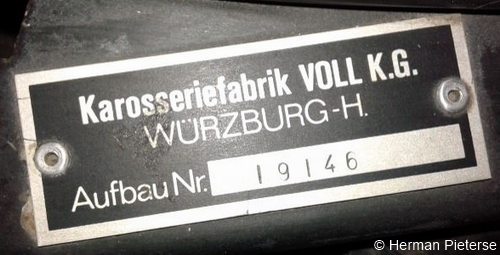 Karosseriefabrik VOLL K.G.
WÜRZBURG-H.
Aufbau Nr. 19146
© Herman Pieterse